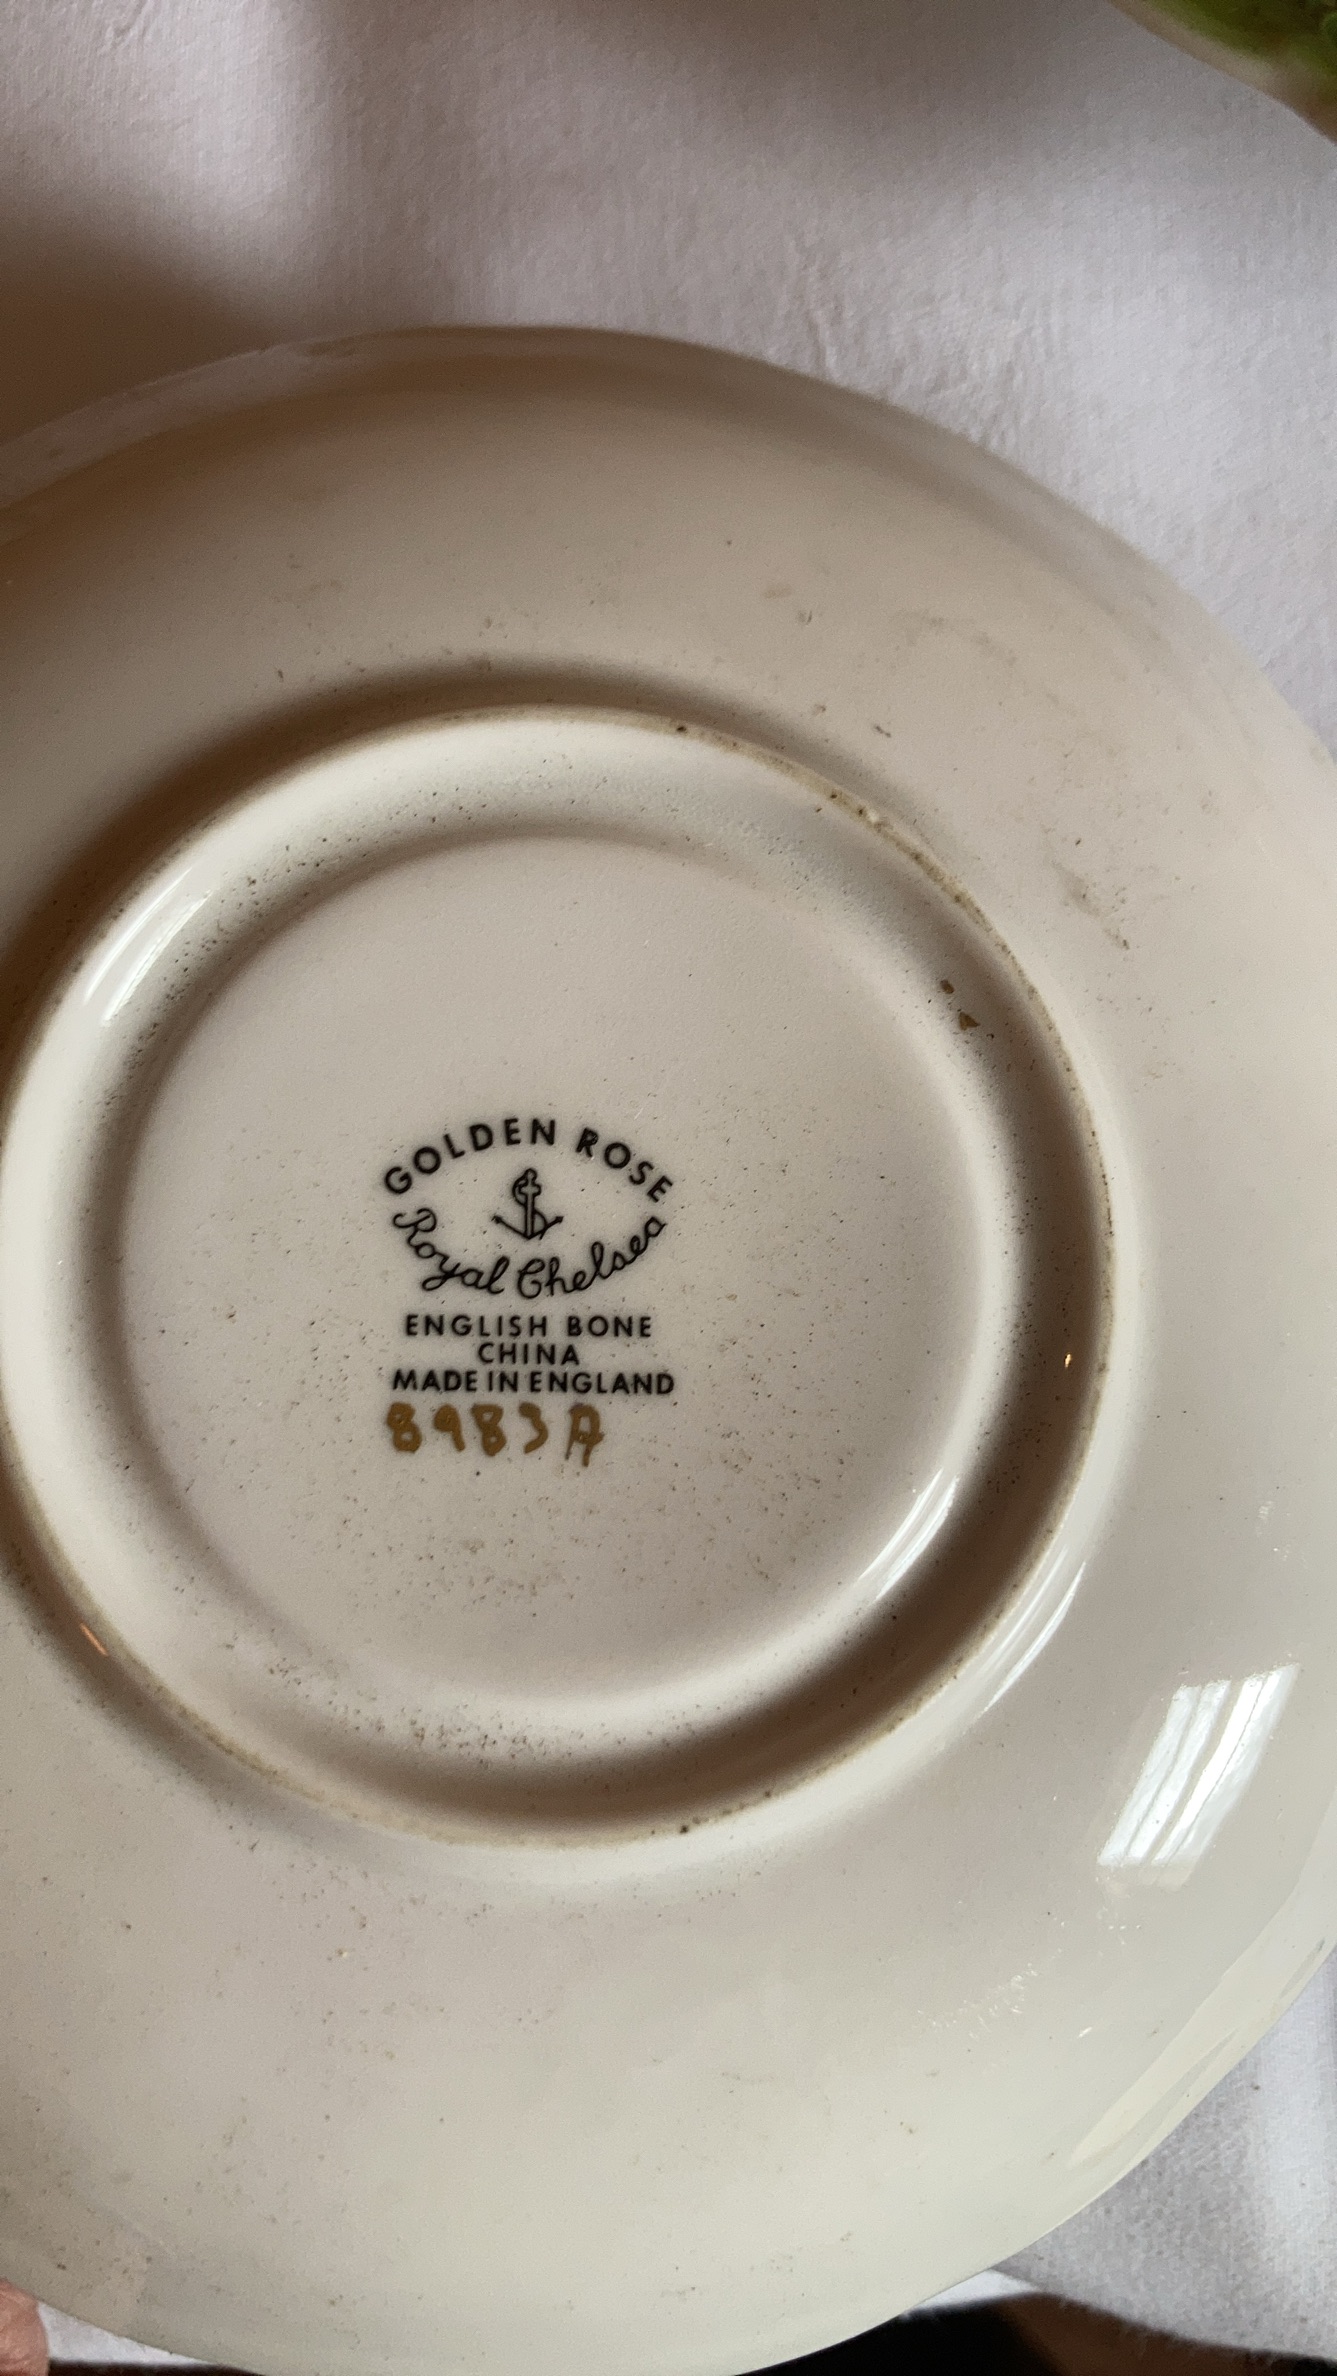 GOLDEN ROSE
Royal Chelsea
ENGLISH BONE
CHINA
MADE IN ENGLAND
8983A